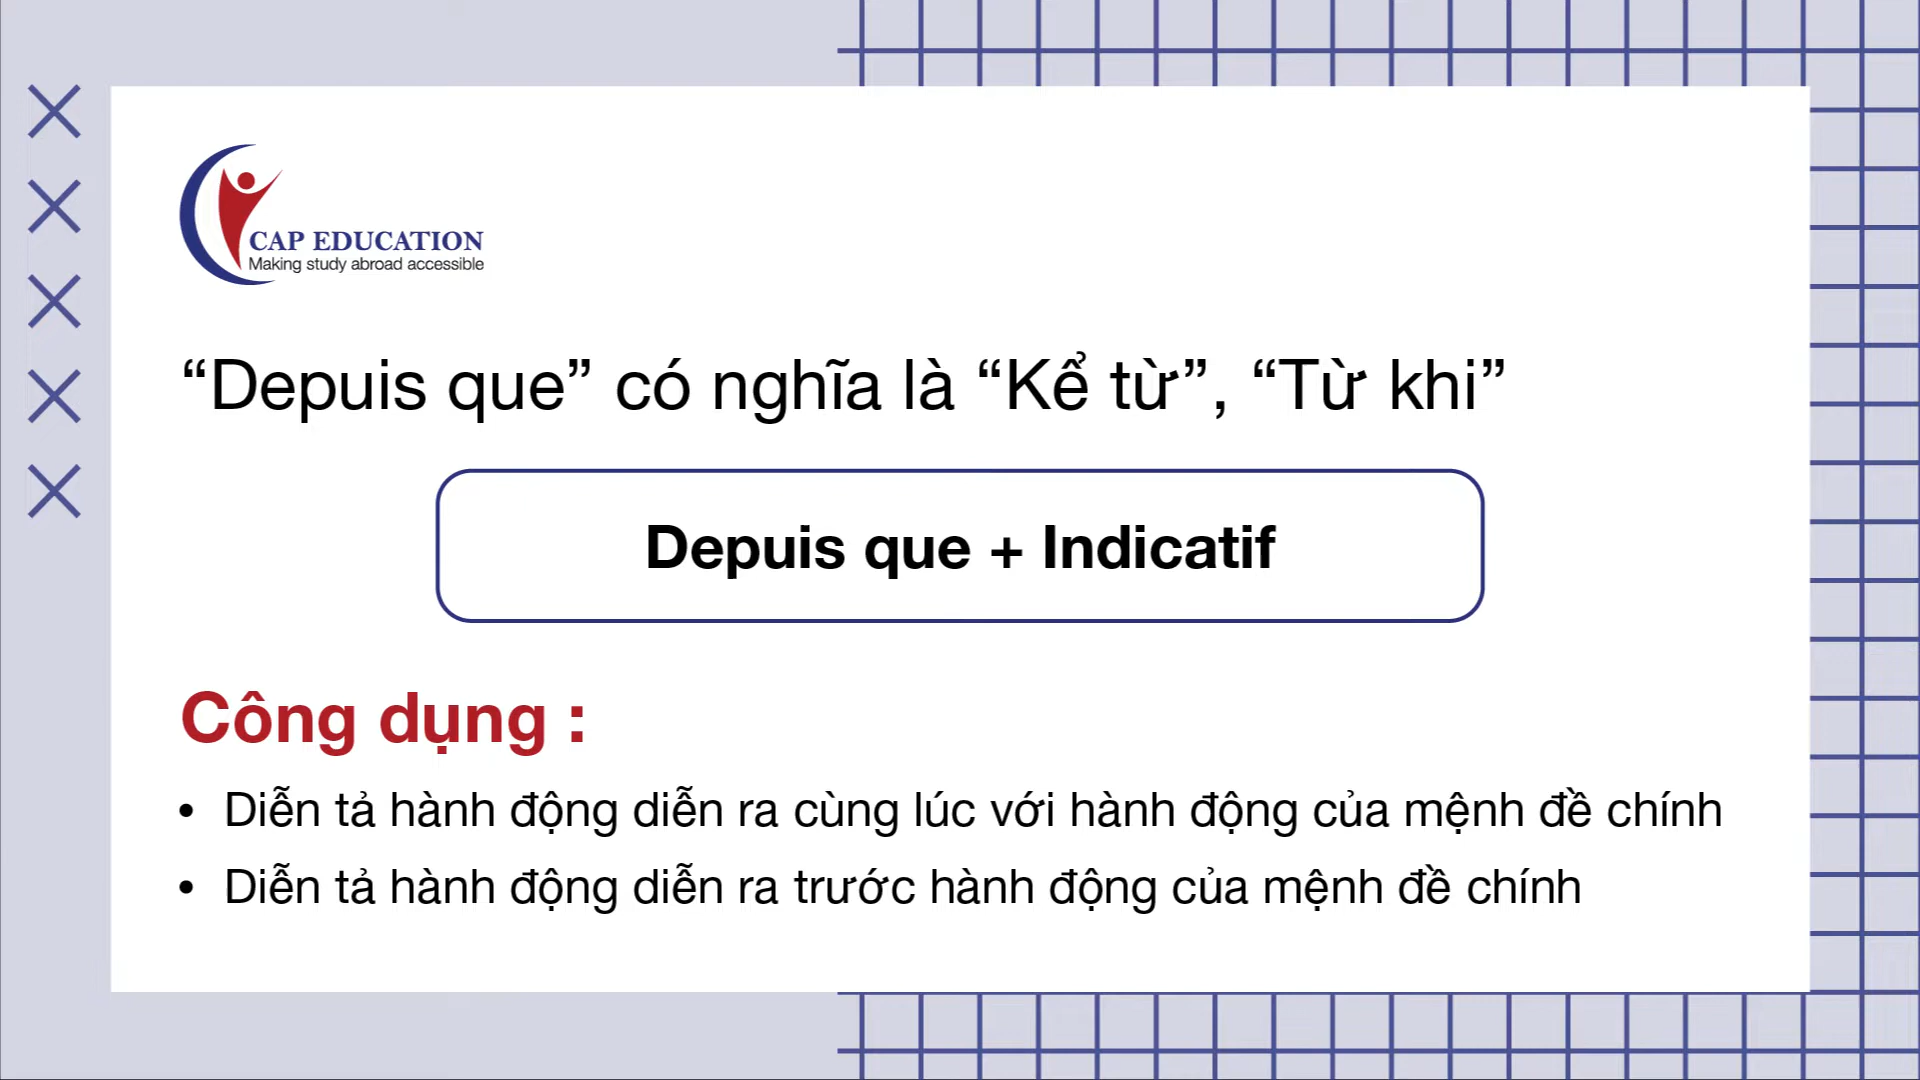 CAP EDUCATION
Making study abroad accessible
“Depuis que” có nghĩa là “Kể từ”, “Từ khi”
Depuis que + Indicatif
Công dụng :
• Diễn tả hành động diễn ra cùng lúc với hành động của mệnh đề chính
• Diễn tả hành động diễn ra trước hành động của mệnh đề chính